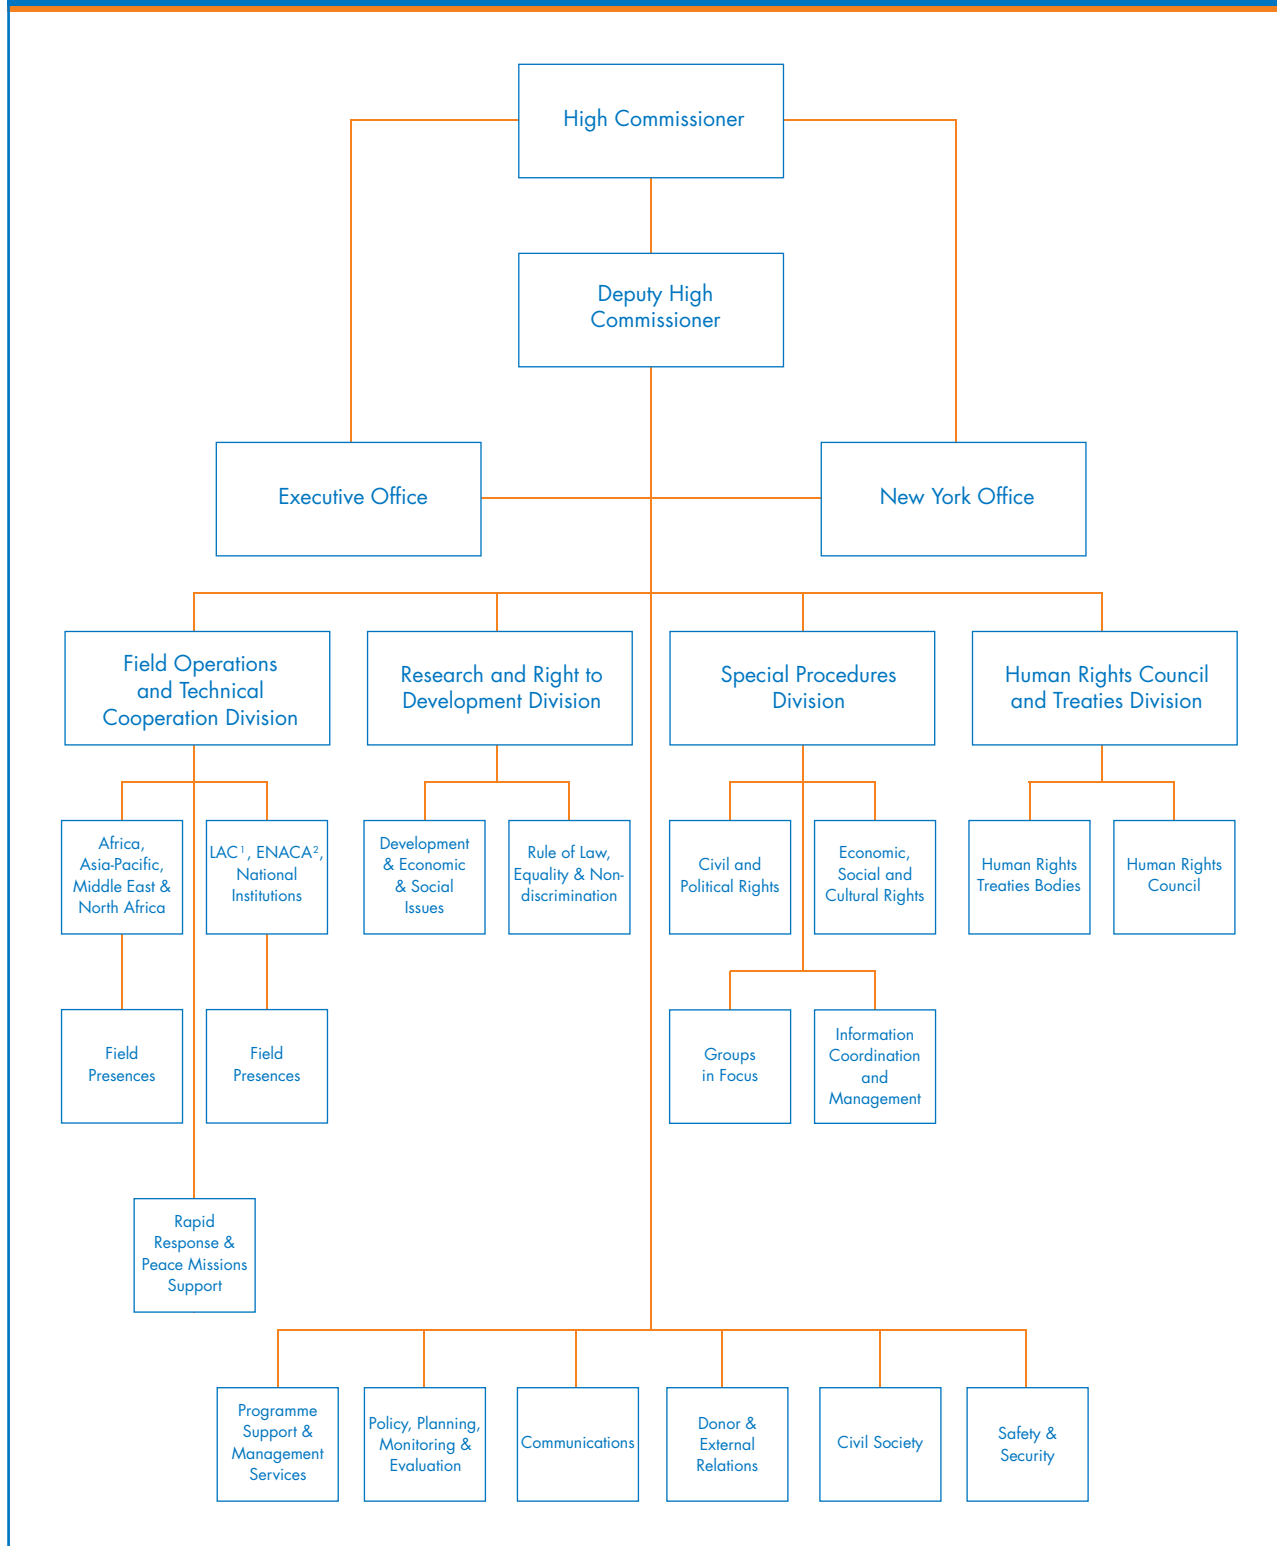 High Commissioner
Deputy High
Commissioner
Executive Office
New York Office
Field Operations
and Technical
Cooperation Division
Research and Right to
Development Division
Special Procedures
Division
Human Rights Council
and Treaties Division
Africa,
Asia-Pacific,
Middle East &
North Africa
LAC¹, ENACA²,
National
Institutions
Development
& Economic
& Social
Issues
Rule of Law,
Equality & Non-
discrimination
Civil and
Political Rights
Economic,
Social and
Cultural Rights
Human Rights
Treaties Bodies
Human Rights
Council
Field
Presences
Field
Presences
Groups
in Focus
Information
Coordination
and
Management
Rapid
Response &
Peace Missions
Support
Programme
Support &
Management
Services
Policy, Planning,
Monitoring &
Evaluation
Communications
Donor &
External
Relations
Civil Society
Safety &
Security